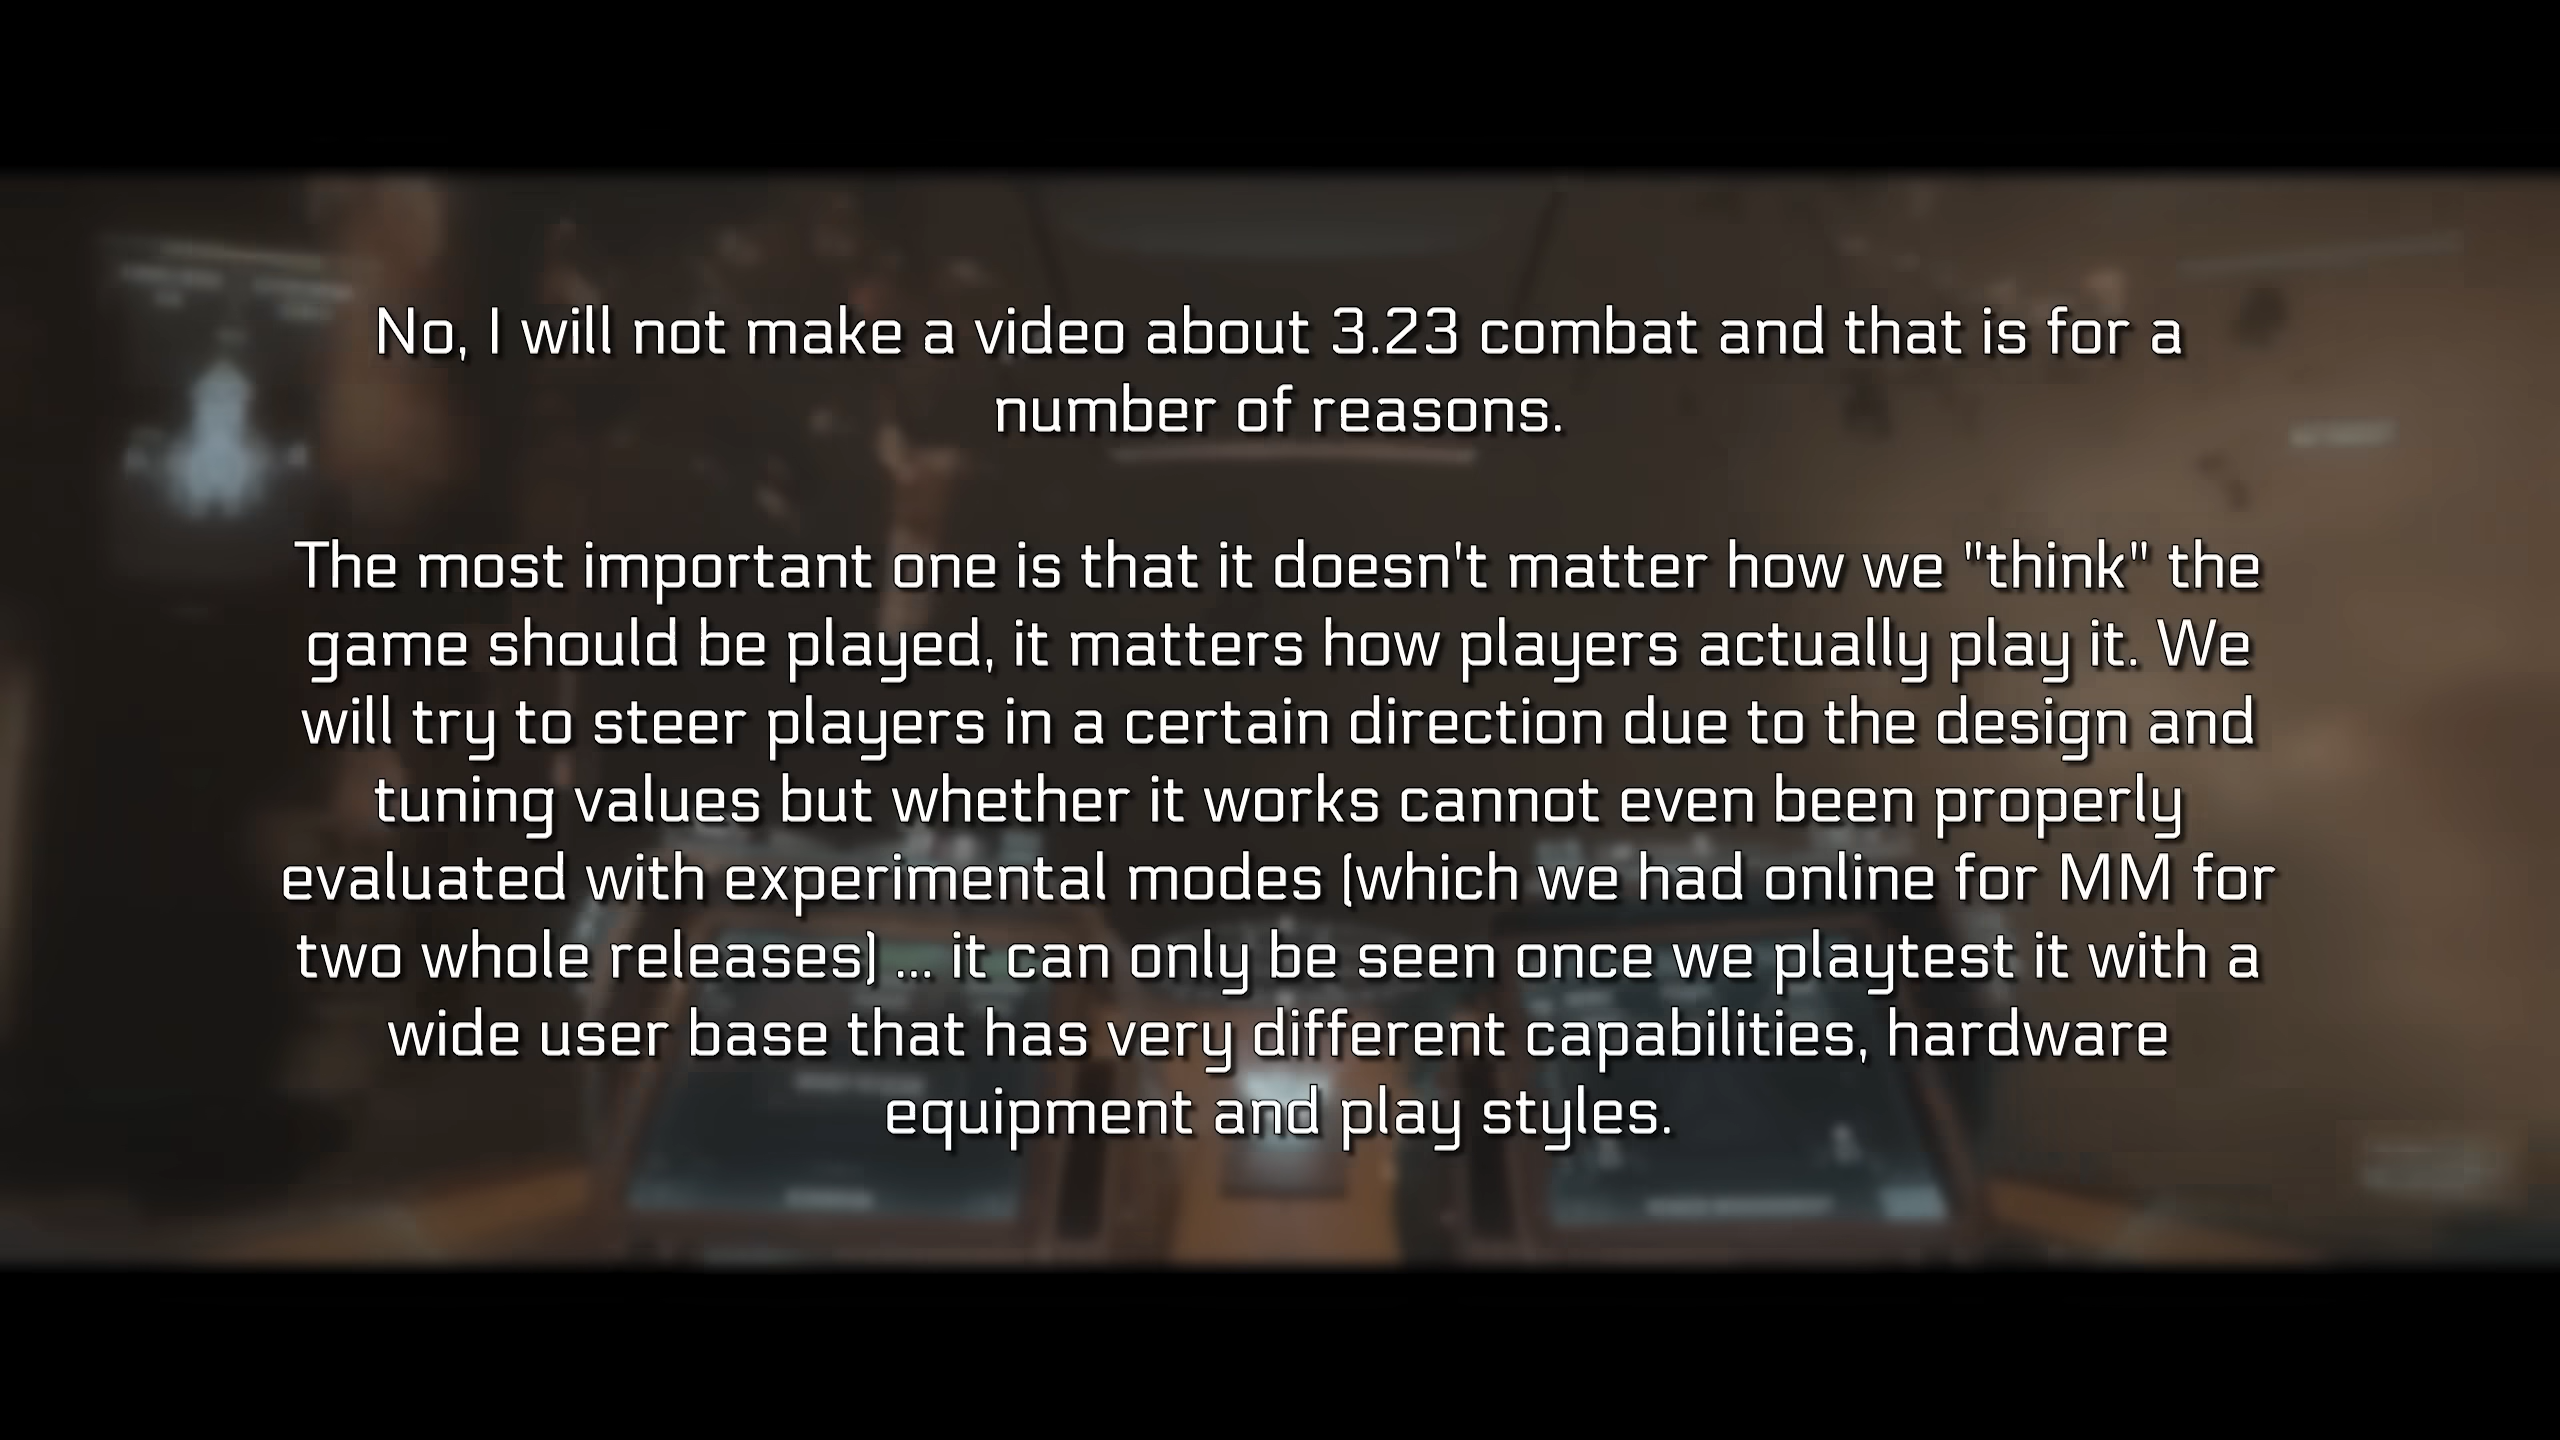 No, I will not make a video about 3.23 combat and that is for a
number of reasons.
The most important one is that it doesn't matter how we "think" the
game should be played, it matters how players actually play it. We
will try to steer players in a certain direction due to the design and
tuning values but whether it works cannot even been properly
evaluated with experimental modes (which we had online for MM for
two whole releases) ... it can only be seen once we playtest it with a
wide user base that has very different capabilities, hardware
equipment and play styles.